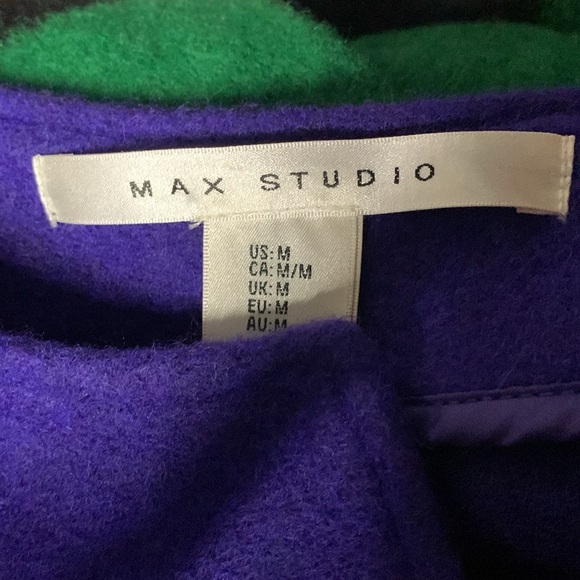 MAX STUDIO
US: M
CA: M/M
UK: M
EU: M
AU: M